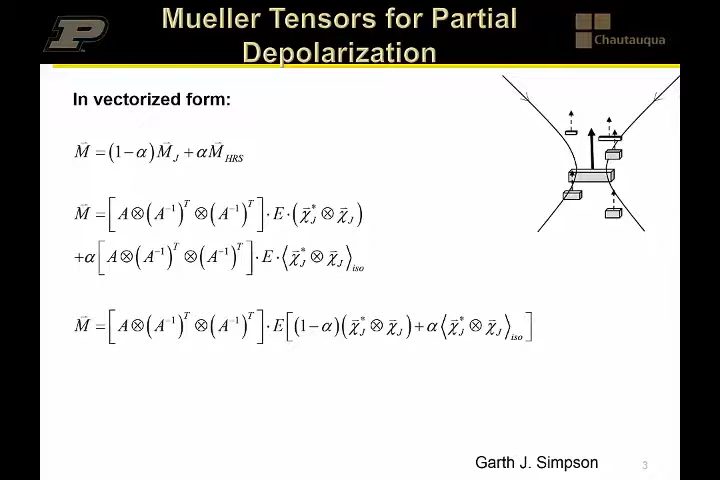 Mueller Tensors for Partial
Depolarization
P
Chautauqua
In vectorized form:
M⃗ = (1−α)M⃗_J + αM⃗_HRS
M⃗ = [A⊗(A⁻¹)ᵀ⊗(A⁻¹)ᵀ]·E·(χ⃗_J*⊗χ⃗_J)
+α[A⊗(A⁻¹)ᵀ⊗(A⁻¹)ᵀ]·E·⟨χ⃗_J*⊗χ⃗_J⟩_iso
M⃗ = [A⊗(A⁻¹)ᵀ⊗(A⁻¹)ᵀ]·E[(1−α)(χ⃗_J*⊗χ⃗_J)+α⟨χ⃗_J*⊗χ⃗_J⟩_iso]
Garth J. Simpson
3